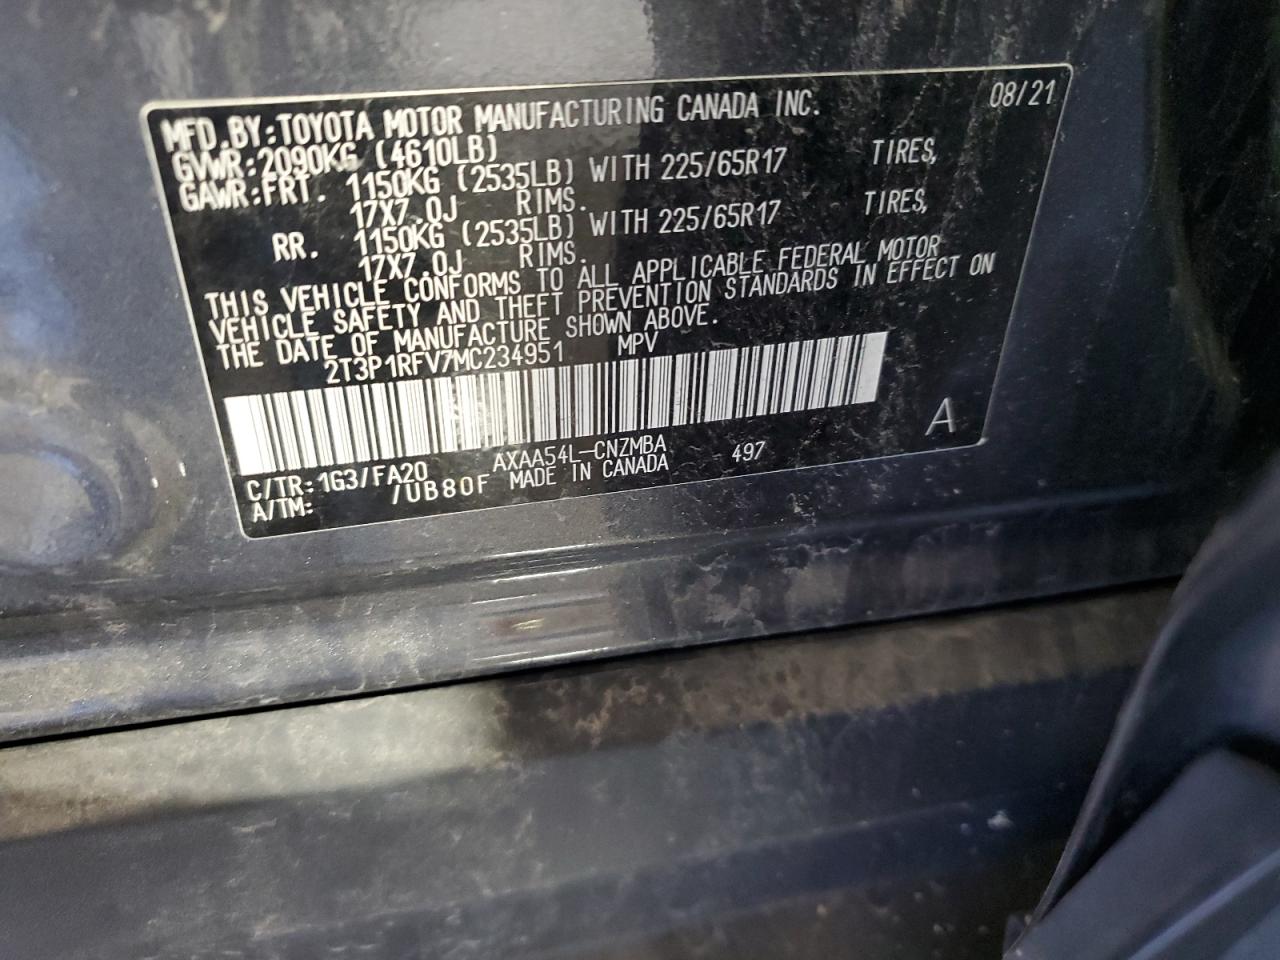 MFD.BY:TOYOTA MOTOR MANUFACTURING CANADA INC. 08/21
GVWR:2090KG (4610LB)
GAWR:FRT. 1150KG (2535LB) WITH 225/65R17 TIRES,
17X7.0J RIMS.
RR. 1150KG (2535LB) WITH 225/65R17 TIRES,
17X7.0J RIMS.
THIS VEHICLE CONFORMS TO ALL APPLICABLE FEDERAL MOTOR
VEHICLE SAFETY AND THEFT PREVENTION STANDARDS IN EFFECT ON
THE DATE OF MANUFACTURE SHOWN ABOVE.
2T3P1RFV7MC234951 MPV
A
C/TR:1G3/FA20 AXAA54L-CNZMBA 497
A/TM: /UB80F MADE IN CANADA